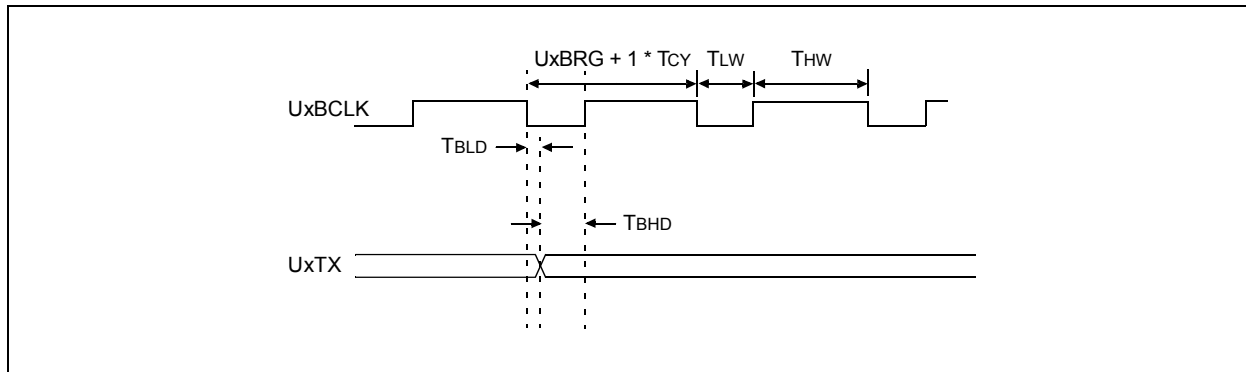 UxBRG + 1 * TCY TLW THW
UxBCLK
TBLD
TBHD
UxTX